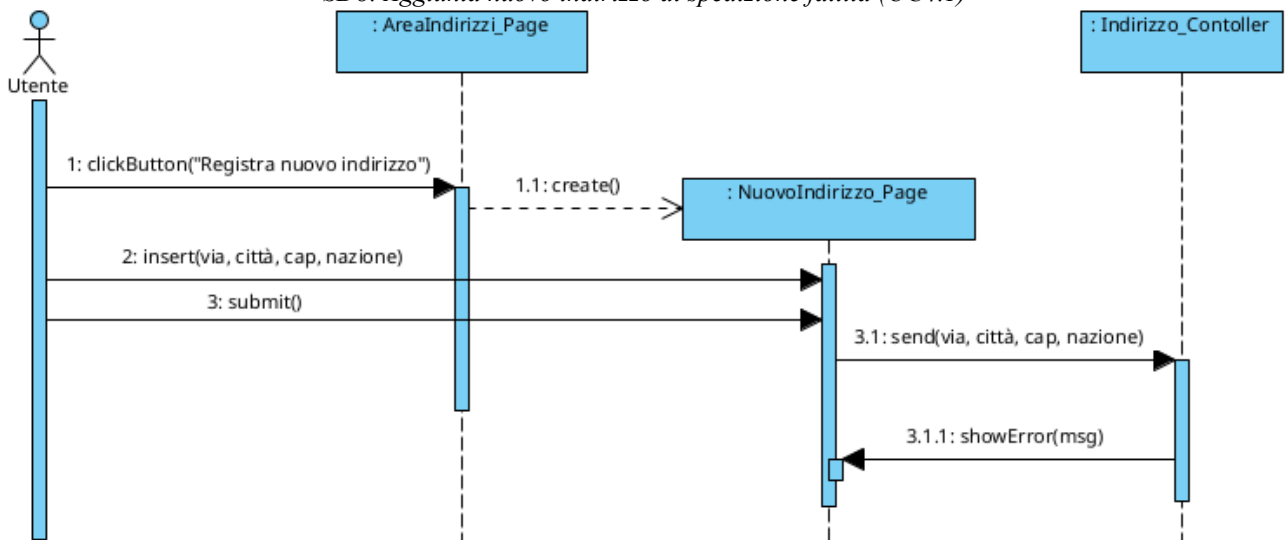 : AreaIndirizzi_Page
: Indirizzo_Contoller
Utente
1: clickButton("Registra nuovo indirizzo")
1.1: create()
: NuovoIndirizzo_Page
2: insert(via, città, cap, nazione)
3: submit()
3.1: send(via, città, cap, nazione)
3.1.1: showError(msg)